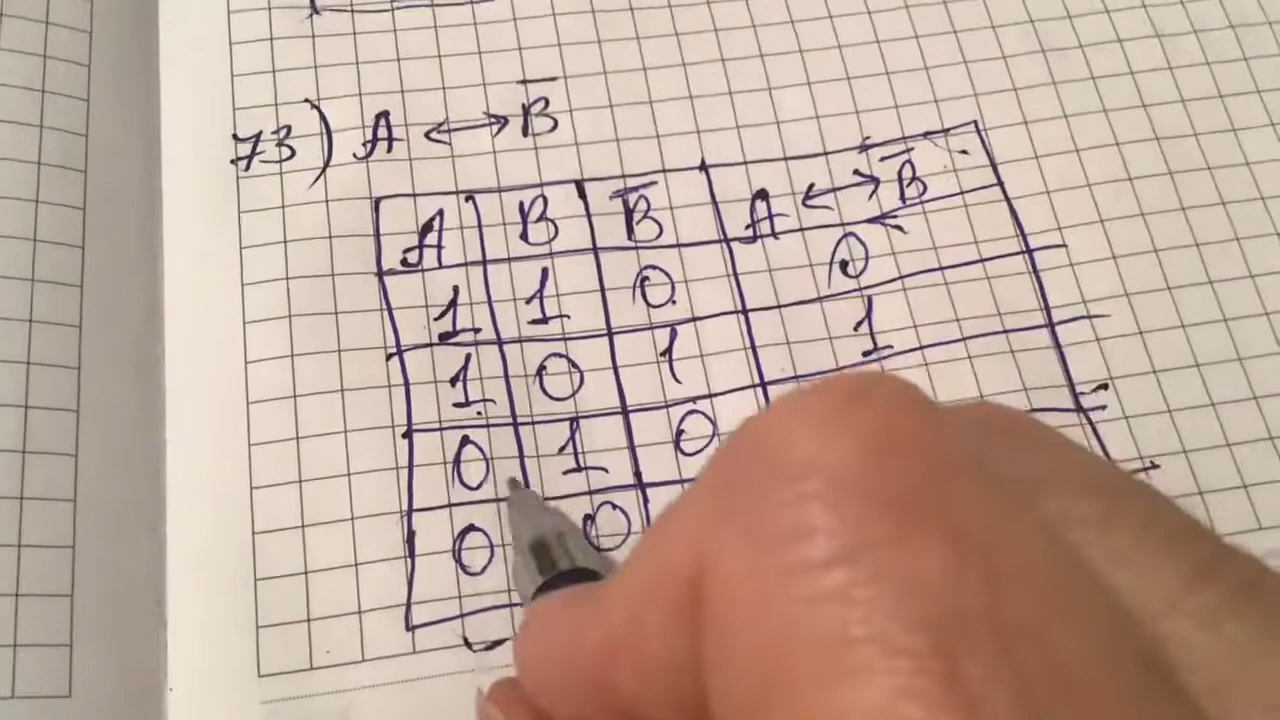 73) A ↔ B̅
A B B̅ A ↔ B̅
1 1 0 0
1 0 1 1
0 1 0
0 0